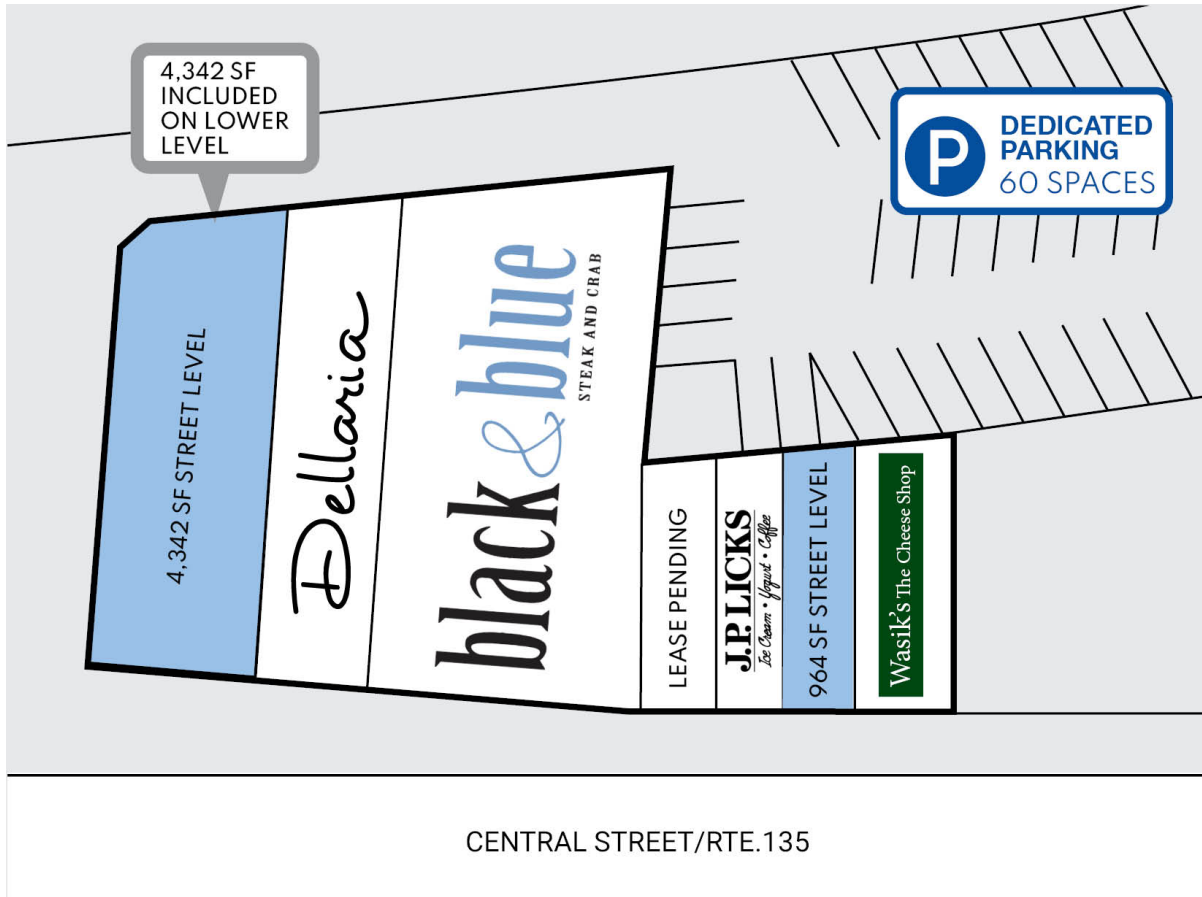 4,342 SF
INCLUDED
ON LOWER
LEVEL
P
DEDICATED
PARKING
60 SPACES
4,342 SF STREET LEVEL
Dellaria
black & blue
STEAK AND CRAB
LEASE PENDING
J.P. LICKS
Ice Cream • Yogurt • Coffee
964 SF STREET LEVEL
Wasik's The Cheese Shop
CENTRAL STREET/RTE.135